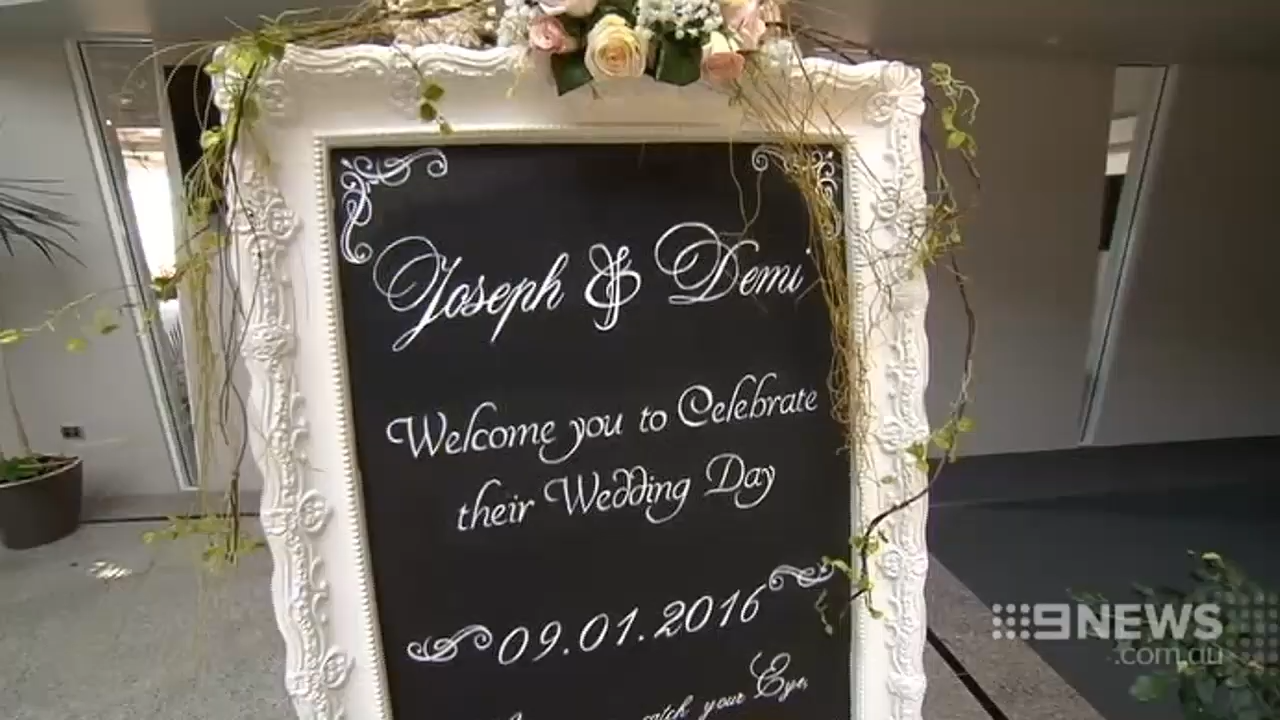 Joseph & Demi
Welcome you to Celebrate
their Wedding Day
09.01.2016
catch your Eye,
9NEWS
.com.au